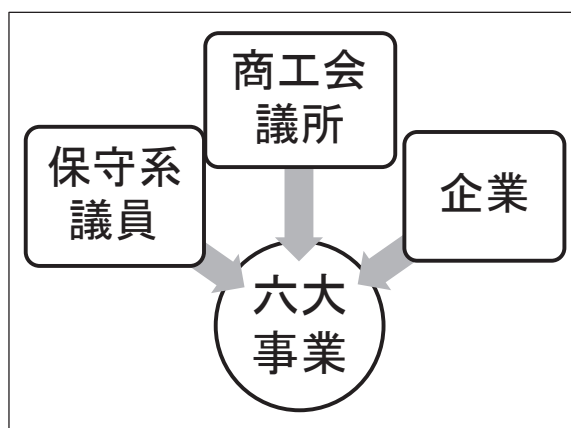 商工会
議所
保守系
議員
企業
六大
事業